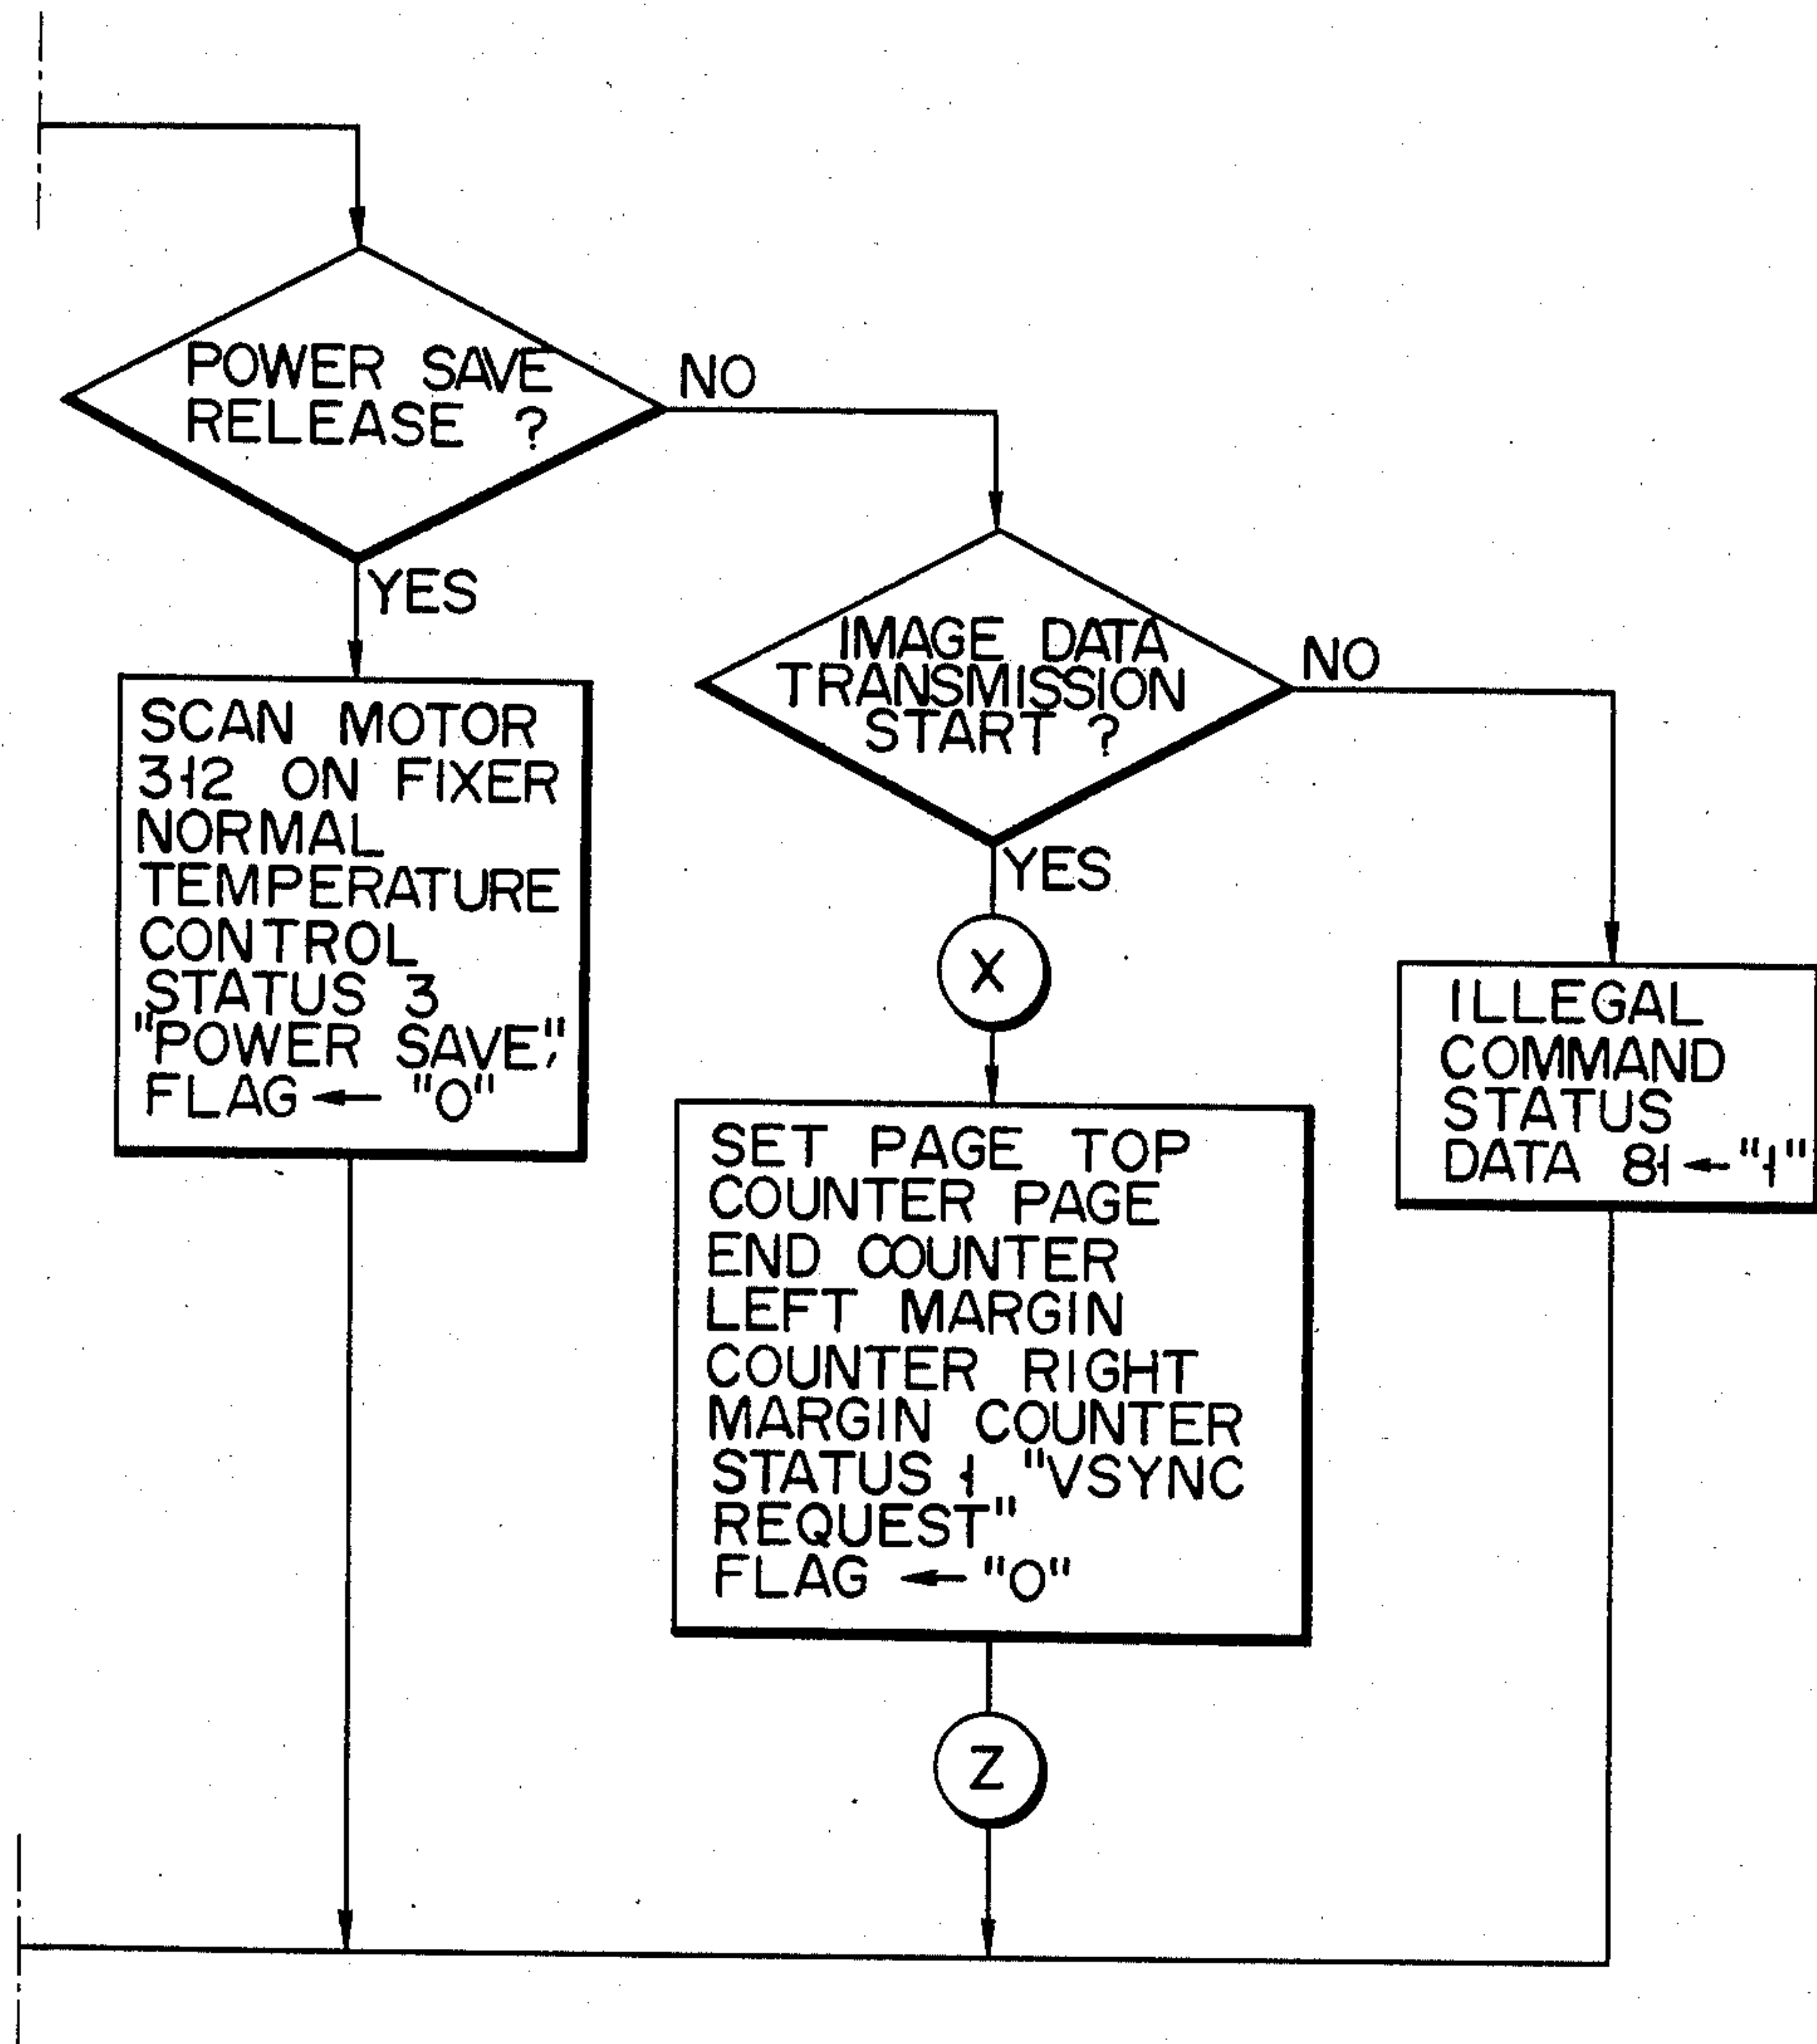 POWER SAVE
RELEASE ?
NO
YES
SCAN MOTOR
312 ON FIXER
NORMAL
TEMPERATURE
CONTROL
STATUS 3
"POWER SAVE,"
FLAG ← "0"
IMAGE DATA
TRANSMISSION
START ?
NO
YES
X
SET PAGE TOP
COUNTER PAGE
END COUNTER
LEFT MARGIN
COUNTER RIGHT
MARGIN COUNTER
STATUS 1 "VSYNC
REQUEST"
FLAG ← "0"
Z
ILLEGAL
COMMAND
STATUS
DATA 81 ← "1"